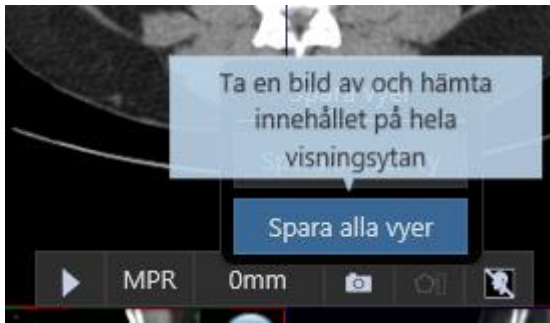 Ta en bild av och hämta
innehållet på hela
visningsytan
Spara alla vyer
MPR
0mm